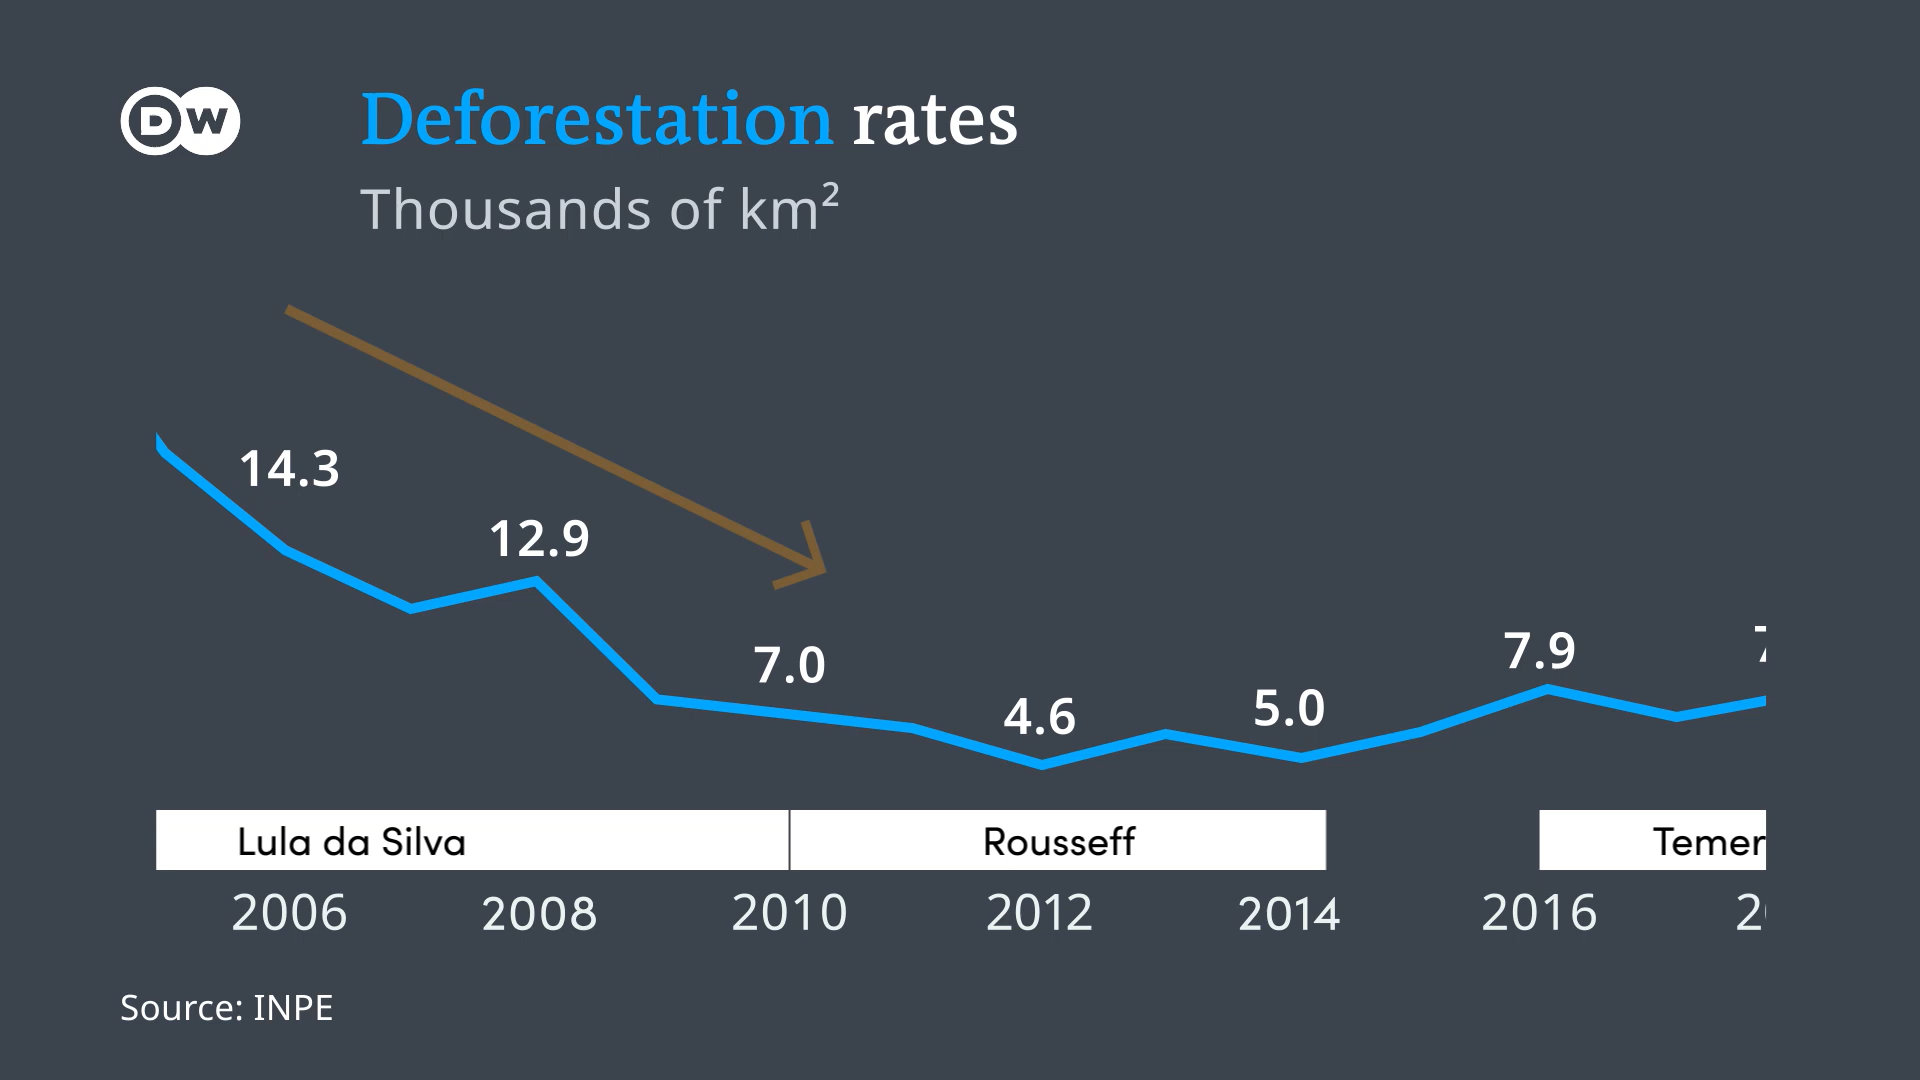 DW
Deforestation rates
Thousands of km²
14.3
12.9
7.0
4.6
5.0
7.9
7
Lula da Silva
Rousseff
Temer
2006
2008
2010
2012
2014
2016
Source: INPE